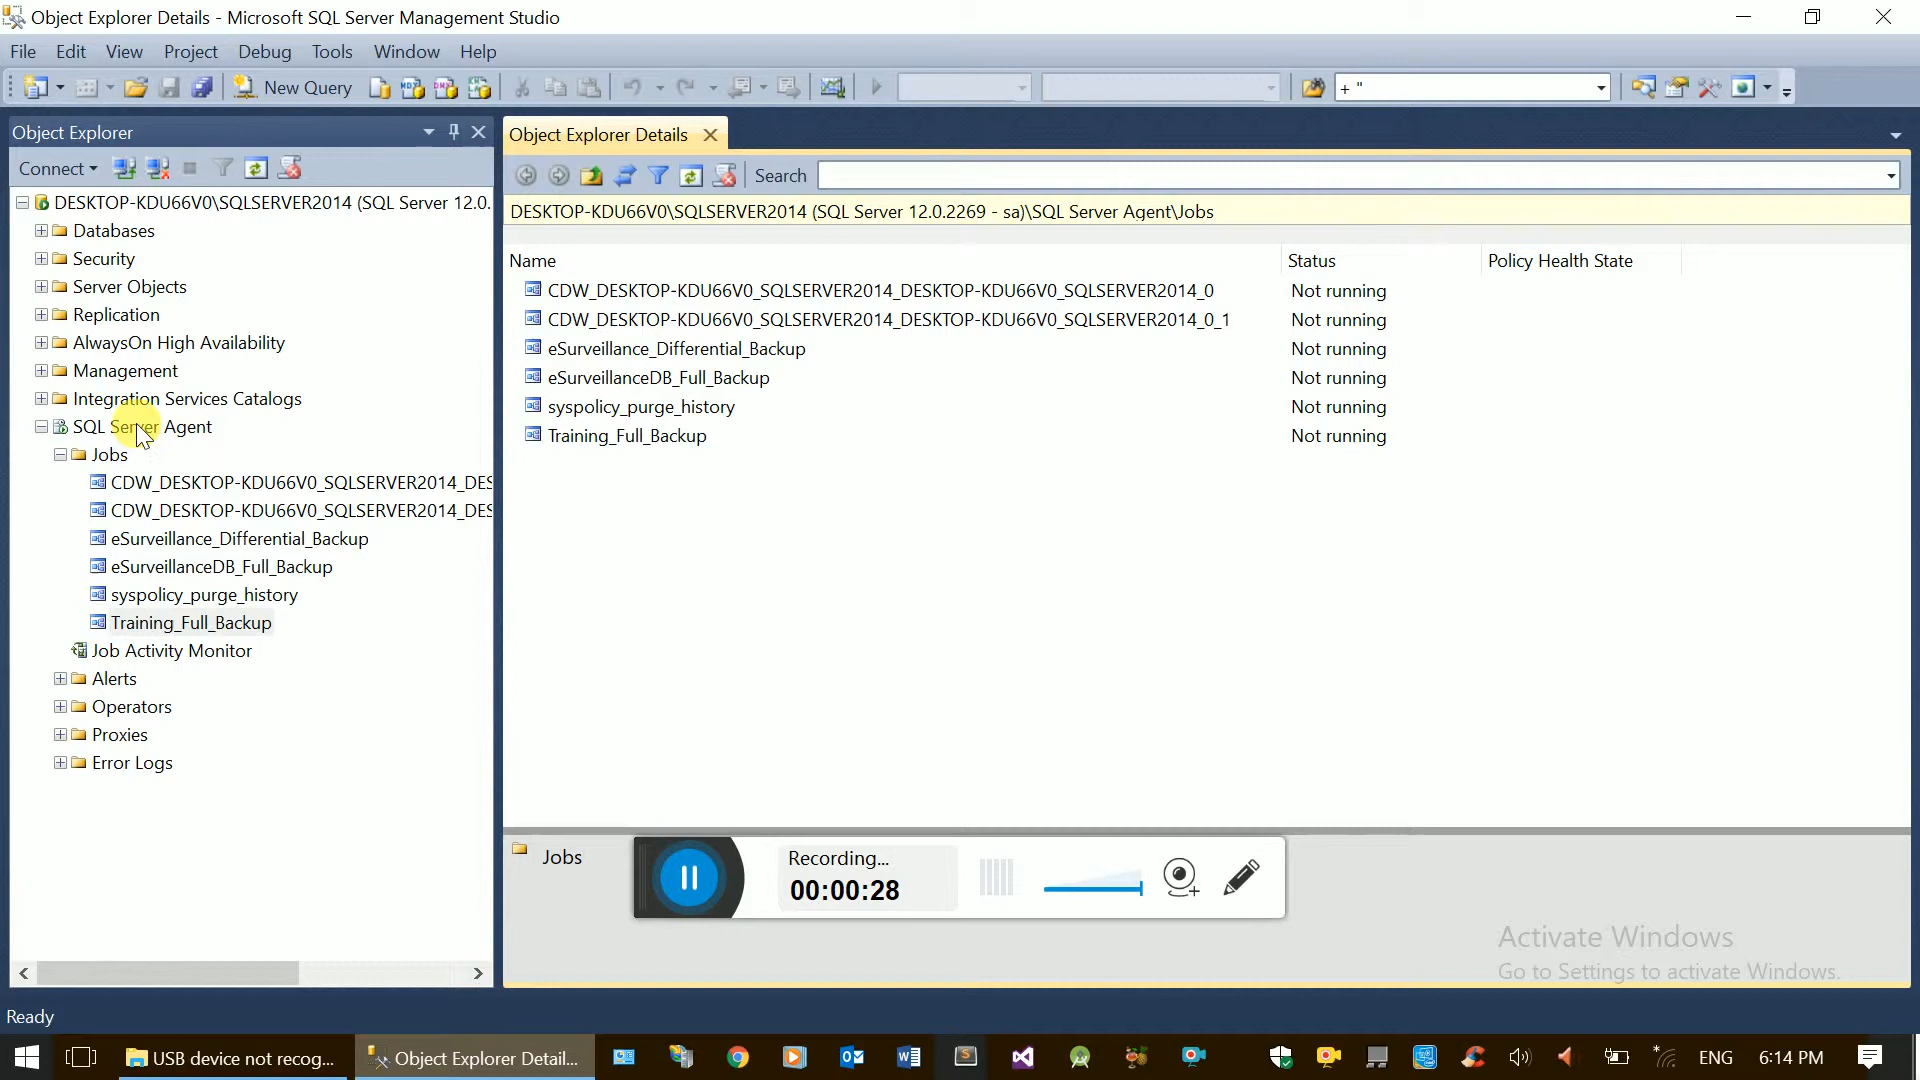 Object Explorer Details - Microsoft SQL Server Management Studio
File Edit View Project Debug Tools Window Help
New Query + "
Object Explorer
Connect
DESKTOP-KDU66V0\SQLSERVER2014 (SQL Server 12.0.
Databases
Security
Server Objects
Replication
AlwaysOn High Availability
Management
Integration Services Catalogs
SQL Server Agent
Jobs
CDW_DESKTOP-KDU66V0_SQLSERVER2014_DES
CDW_DESKTOP-KDU66V0_SQLSERVER2014_DES
eSurveillance_Differential_Backup
eSurveillanceDB_Full_Backup
syspolicy_purge_history
Training_Full_Backup
Job Activity Monitor
Alerts
Operators
Proxies
Error Logs
Object Explorer Details
Search
DESKTOP-KDU66V0\SQLSERVER2014 (SQL Server 12.0.2269 - sa)\SQL Server Agent\Jobs
Name Status Policy Health State
CDW_DESKTOP-KDU66V0_SQLSERVER2014_DESKTOP-KDU66V0_SQLSERVER2014_0 Not running
CDW_DESKTOP-KDU66V0_SQLSERVER2014_DESKTOP-KDU66V0_SQLSERVER2014_0_1 Not running
eSurveillance_Differential_Backup Not running
eSurveillanceDB_Full_Backup Not running
syspolicy_purge_history Not running
Training_Full_Backup Not running
Jobs
Recording...
00:00:28
Activate Windows
Go to Settings to activate Windows.
Ready
USB device not recog... Object Explorer Detail... ENG 6:14 PM